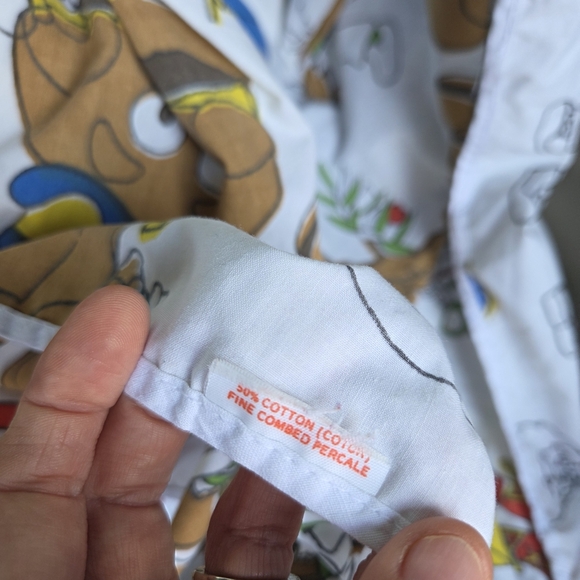 50% COTTON (COTON)
FINE COMBED PERCALE